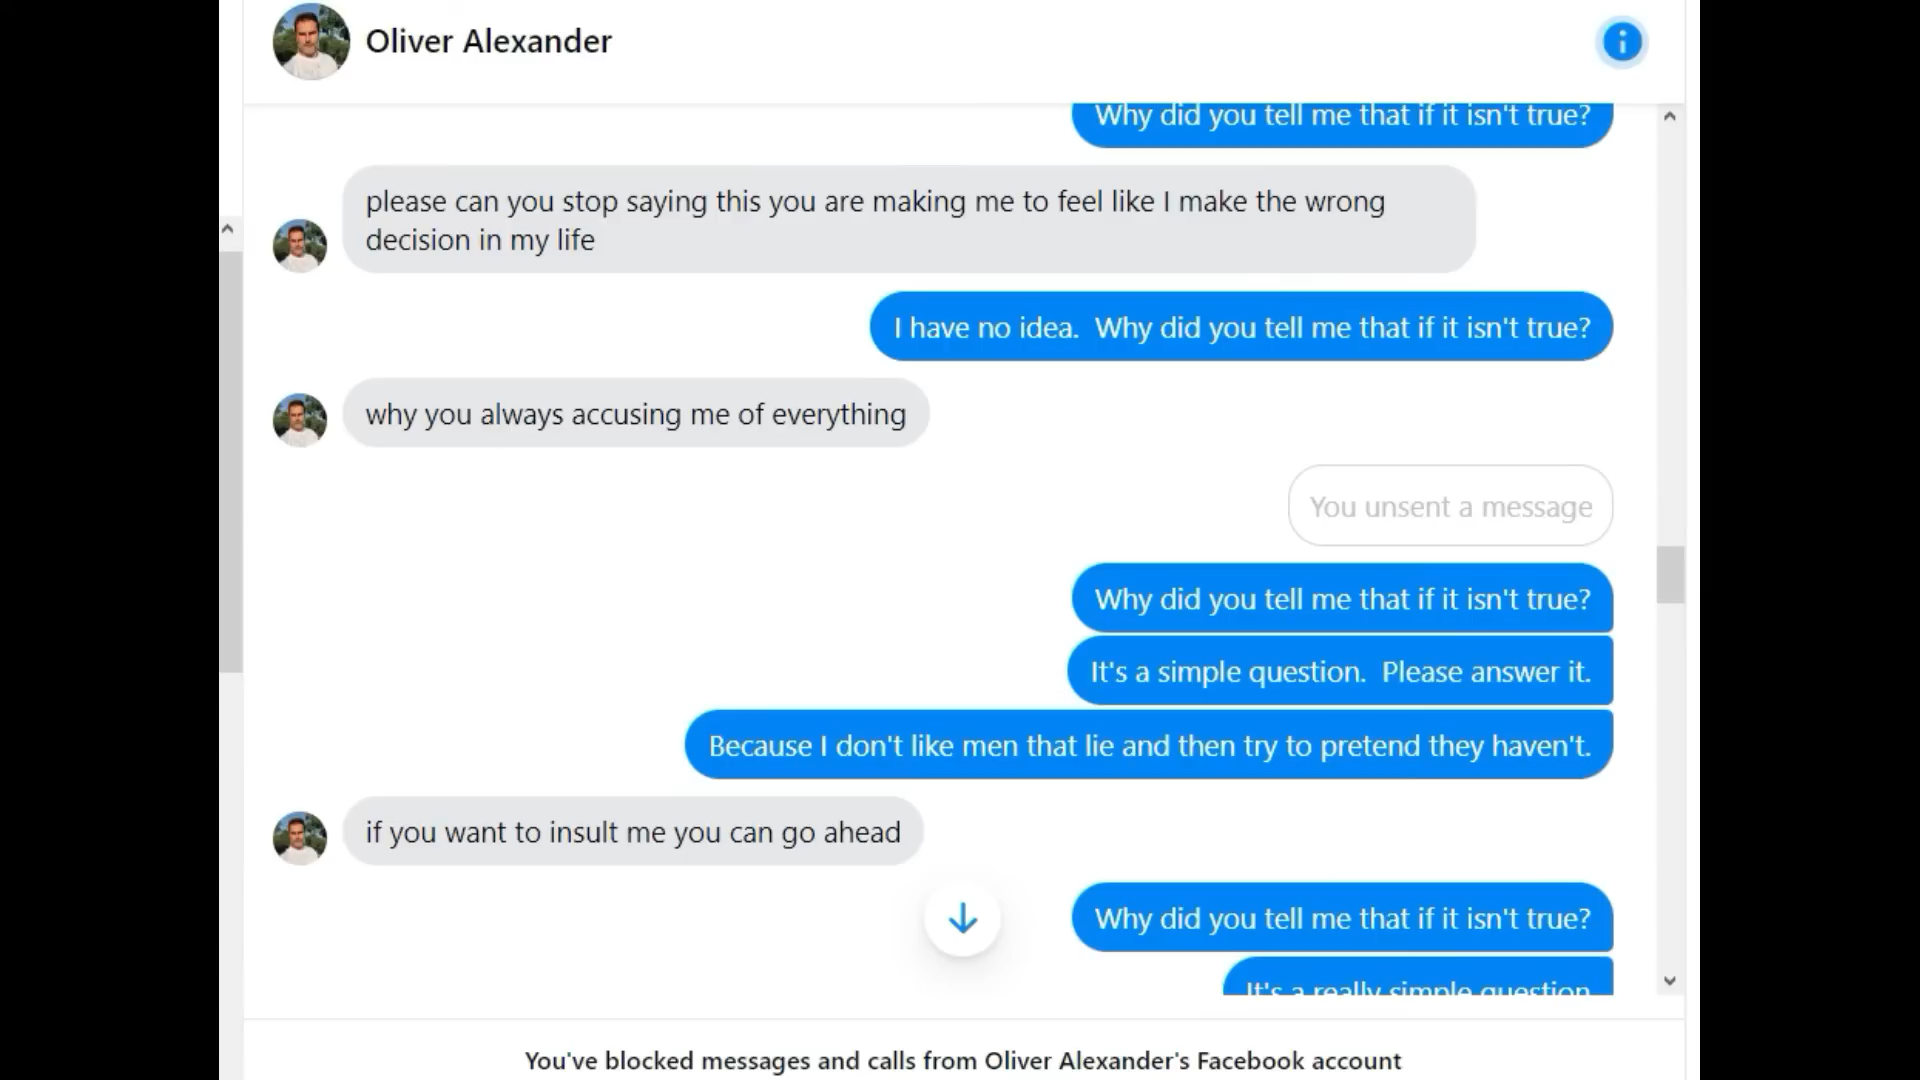 Oliver Alexander
Why did you tell me that if it isn't true?
please can you stop saying this you are making me to feel like I make the wrong
decision in my life
I have no idea.  Why did you tell me that if it isn't true?
why you always accusing me of everything
You unsent a message
Why did you tell me that if it isn't true?
It's a simple question.  Please answer it.
Because I don't like men that lie and then try to pretend they haven't.
if you want to insult me you can go ahead
Why did you tell me that if it isn't true?
It's a really simple question
You've blocked messages and calls from Oliver Alexander's Facebook account